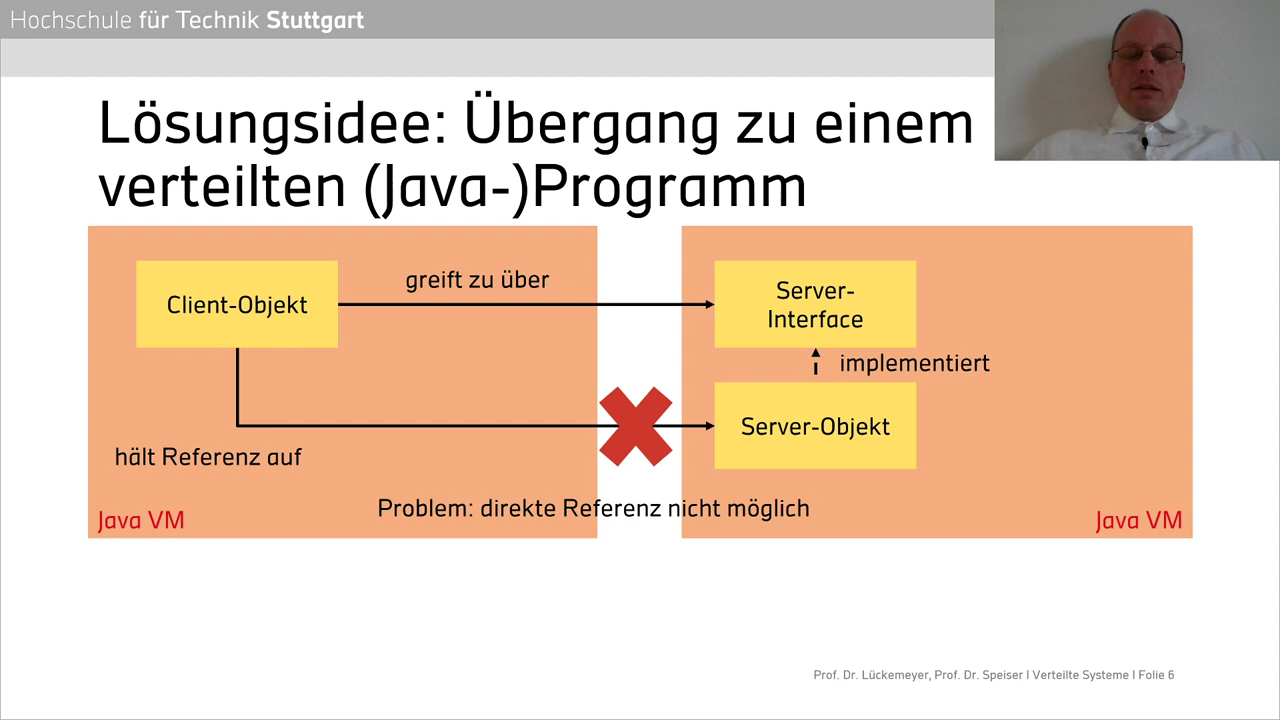 Hochschule für Technik Stuttgart
Lösungsidee: Übergang zu einem
verteilten (Java-)Programm
greift zu über
Client-Objekt
Server-
Interface
implementiert
Server-Objekt
hält Referenz auf
Problem: direkte Referenz nicht möglich
Java VM
Java VM
Prof. Dr. Lückemeyer, Prof. Dr. Speiser I Verteilte Systeme I Folie 6